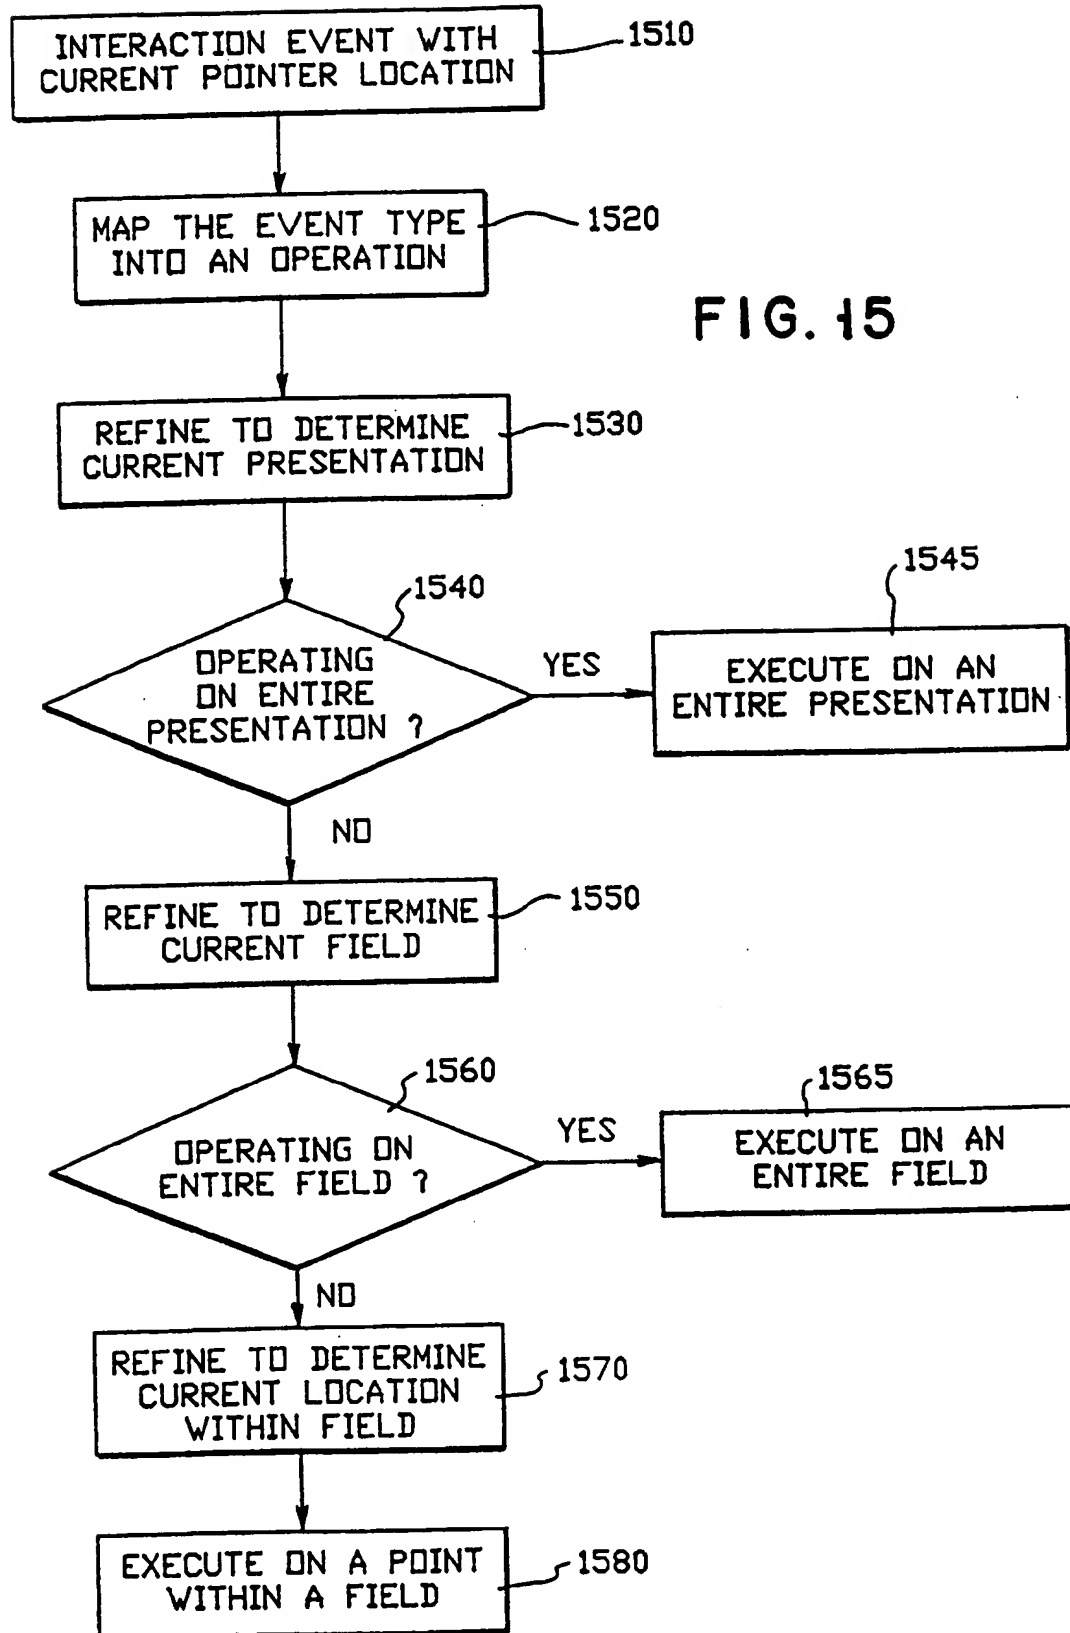 INTERACTION EVENT WITH
CURRENT POINTER LOCATION
1510
MAP THE EVENT TYPE
INTO AN OPERATION
1520
FIG. 15
REFINE TO DETERMINE
CURRENT PRESENTATION
1530
1540
OPERATING
ON ENTIRE
PRESENTATION ?
YES
1545
EXECUTE ON AN
ENTIRE PRESENTATION
NO
REFINE TO DETERMINE
CURRENT FIELD
1550
1560
OPERATING ON
ENTIRE FIELD ?
YES
1565
EXECUTE ON AN
ENTIRE FIELD
NO
REFINE TO DETERMINE
CURRENT LOCATION
WITHIN FIELD
1570
EXECUTE ON A POINT
WITHIN A FIELD
1580